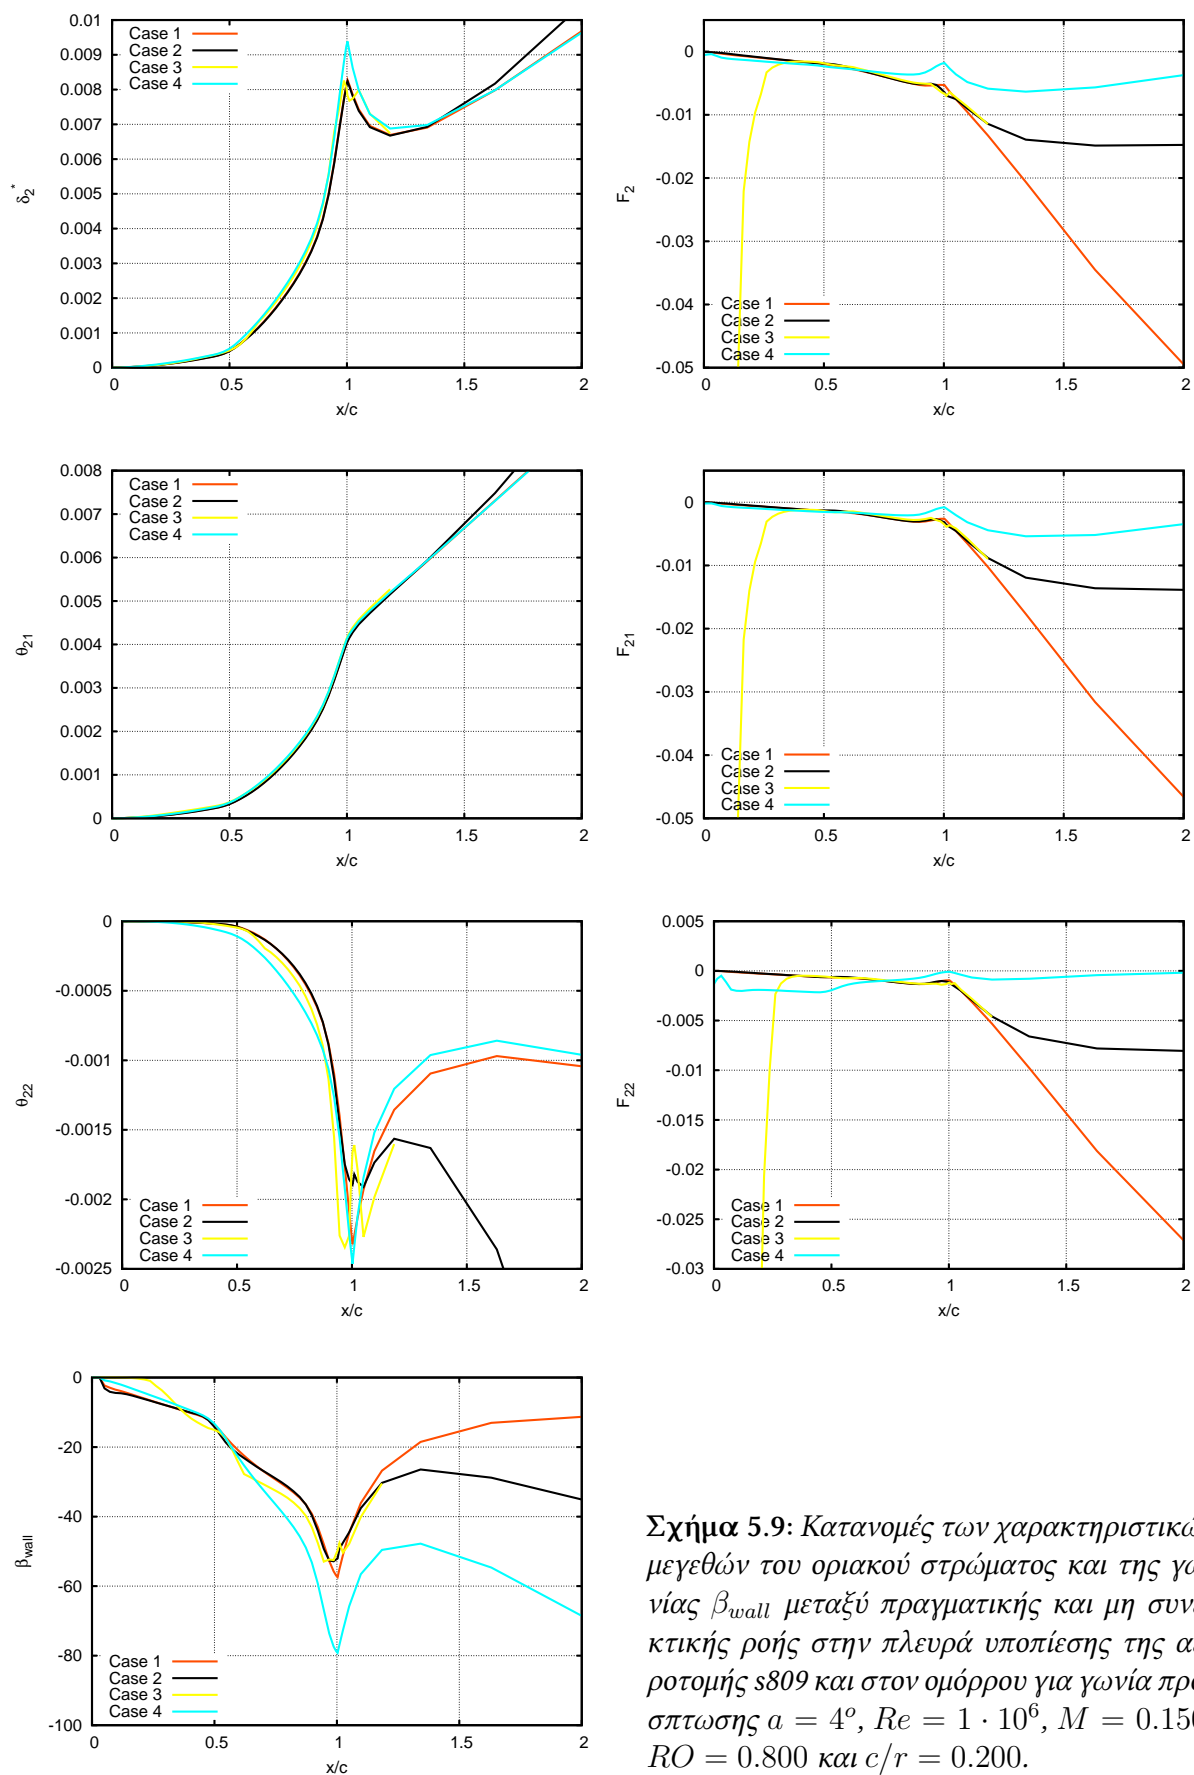 0.01
0.009
0.008
0.007
0.006
0.005
0.004
0.003
0.002
0.001
0
0 0.5 1 1.5 2
x/c
δ₂*
Case 1
Case 2
Case 3
Case 4
0
-0.01
-0.02
-0.03
-0.04
-0.05
0 0.5 1 1.5 2
x/c
F₂
Case 1
Case 2
Case 3
Case 4
0.008
0.007
0.006
0.005
0.004
0.003
0.002
0.001
0
0 0.5 1 1.5 2
x/c
θ₂₁
Case 1
Case 2
Case 3
Case 4
0
-0.01
-0.02
-0.03
-0.04
-0.05
0 0.5 1 1.5 2
x/c
F₂₁
Case 1
Case 2
Case 3
Case 4
0
-0.0005
-0.001
-0.0015
-0.002
-0.0025
0 0.5 1 1.5 2
x/c
θ₂₂
Case 1
Case 2
Case 3
Case 4
0.005
0
-0.005
-0.01
-0.015
-0.02
-0.025
-0.03
0 0.5 1 1.5 2
x/c
F₂₂
Case 1
Case 2
Case 3
Case 4
0
-20
-40
-60
-80
-100
0 0.5 1 1.5 2
x/c
β_wall
Case 1
Case 2
Case 3
Case 4
Σχήμα 5.9: Κατανομές των χαρακτηριστικώ
μεγεθών του οριακού στρώματος και της γω
νίας β_wall μεταξύ πραγματικής και μη συνε
κτικής ροής στην πλευρά υποπίεσης της αε
ροτομής s809 και στον ομόρρου για γωνία πρό
σπτωσης a = 4°, Re = 1 · 10⁶, M = 0.150
RO = 0.800 και c/r = 0.200.